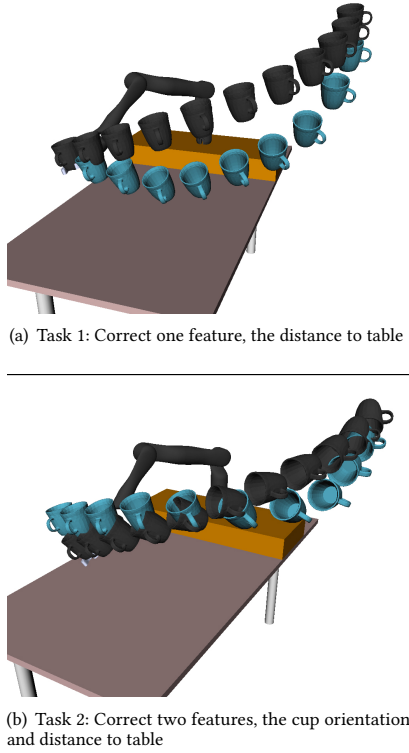 (a) Task 1: Correct one feature, the distance to table
(b) Task 2: Correct two features, the cup orientation
and distance to table